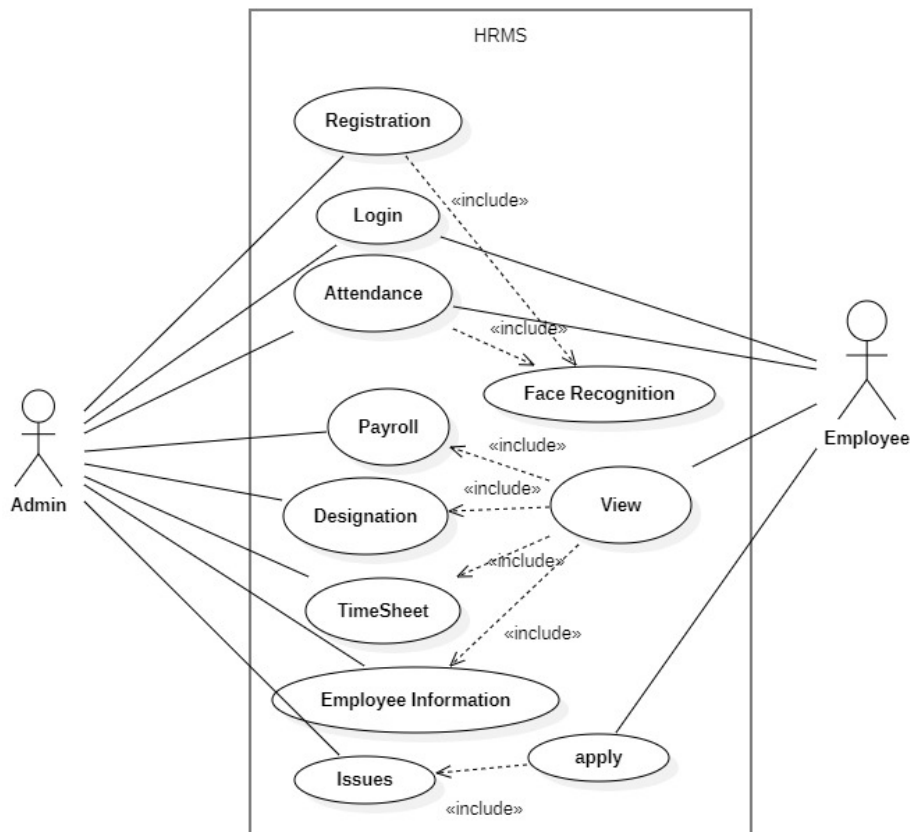 HRMS
Registration
«include»
Login
Attendance
«include»
Face Recognition
Payroll
«include»
Employee
«include»
View
Admin
Designation
«include»
TimeSheet
«include»
Employee Information
apply
Issues
«include»